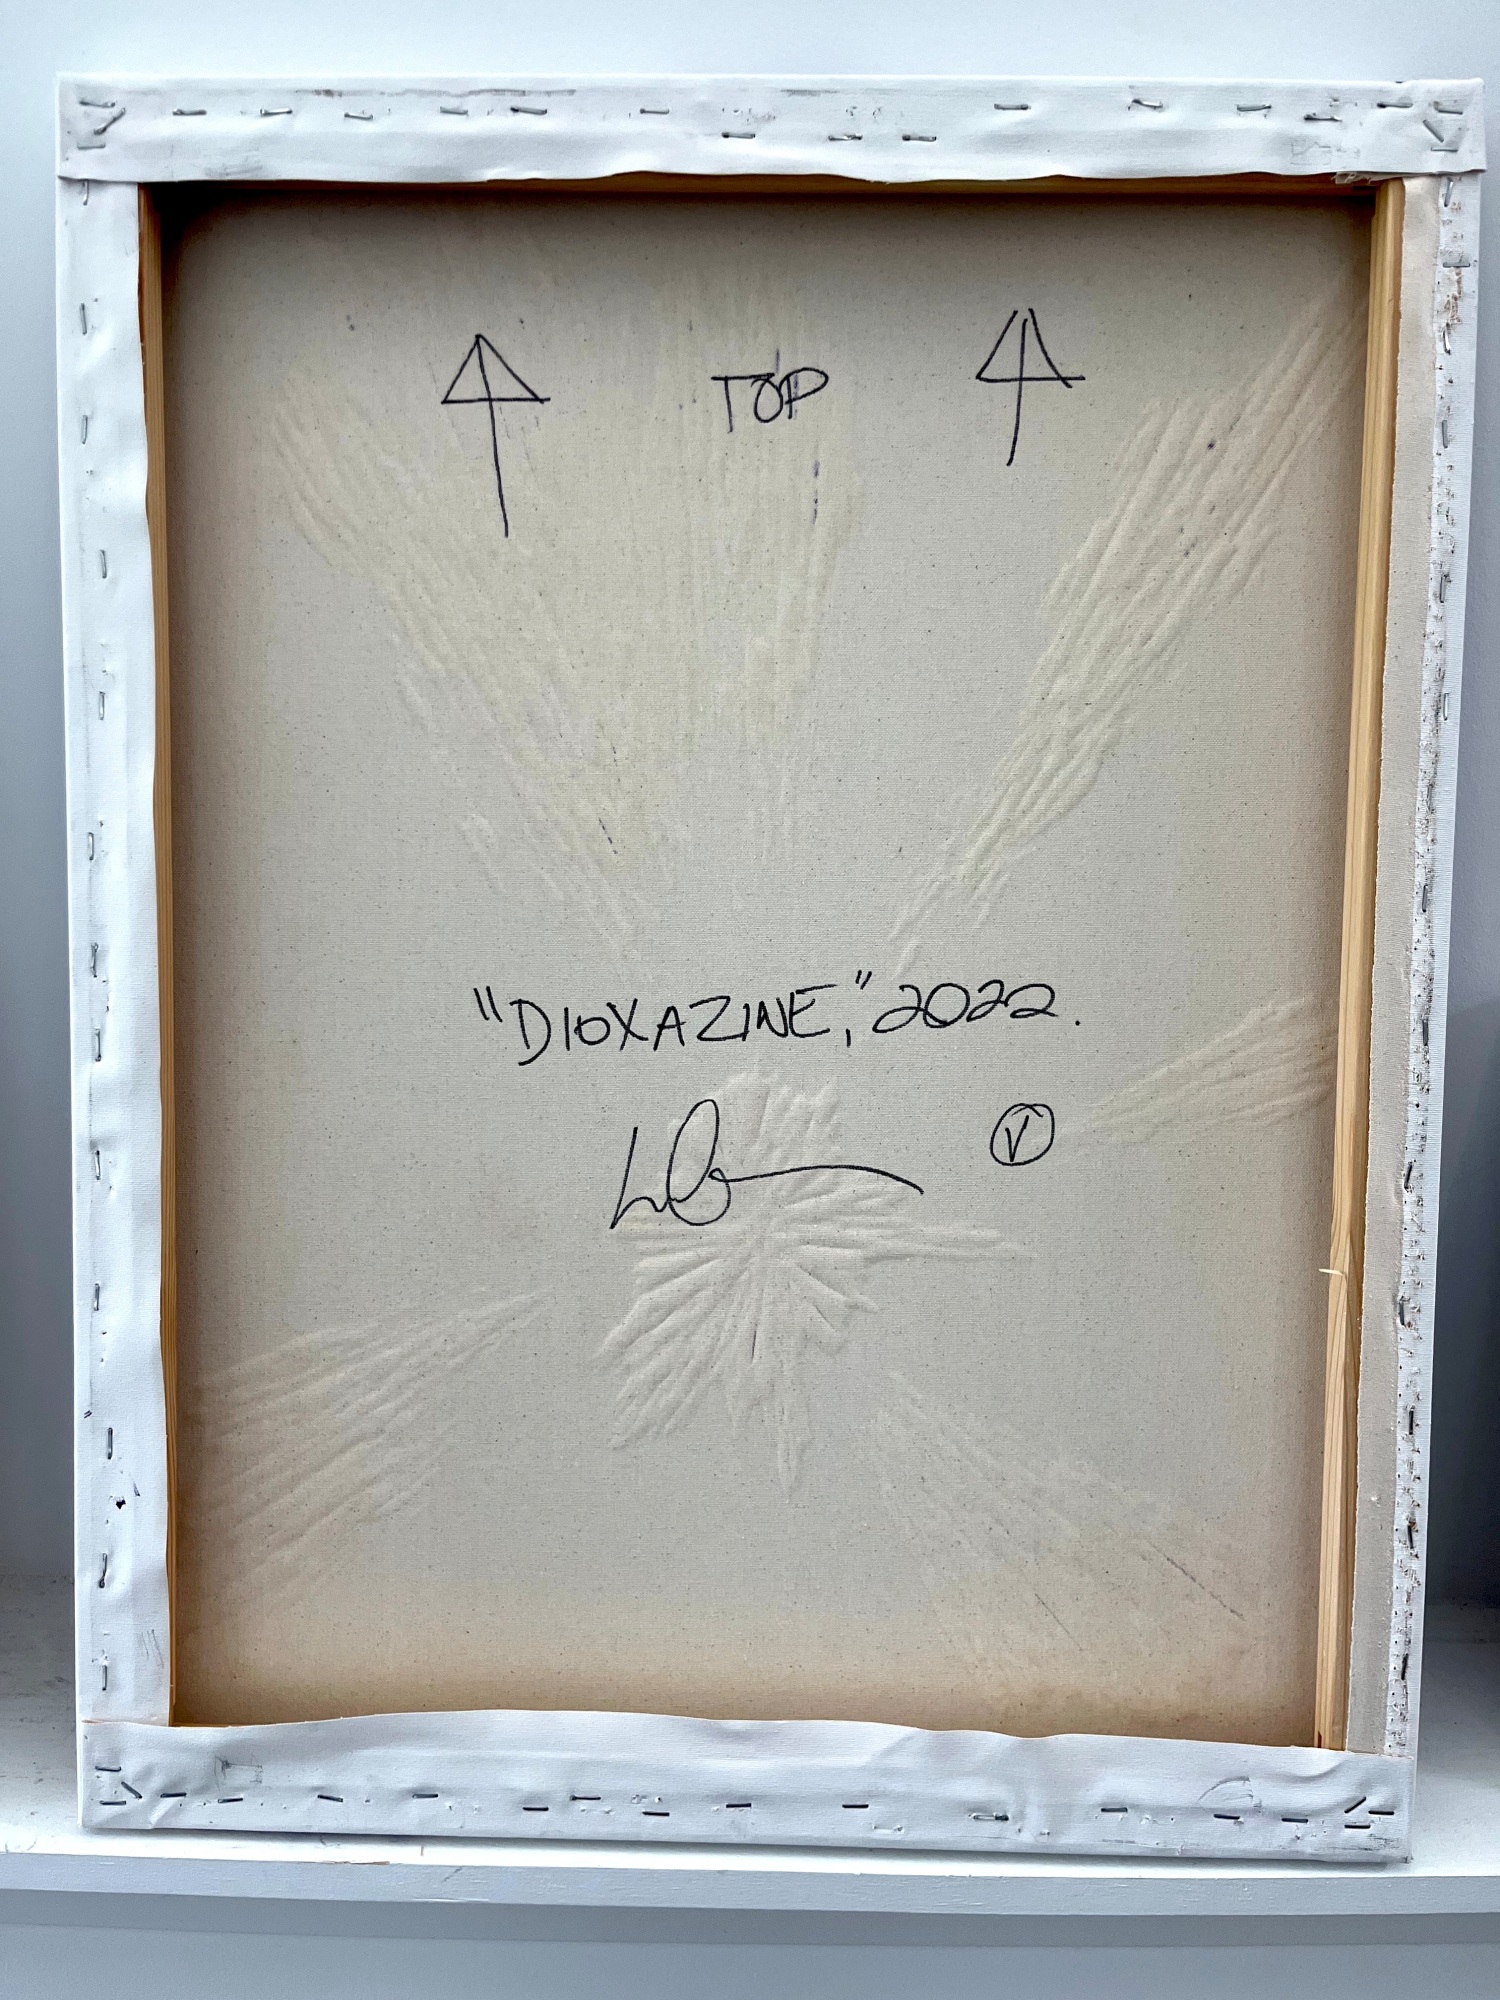 TOP
"DIOXAZINE," 2022.
V